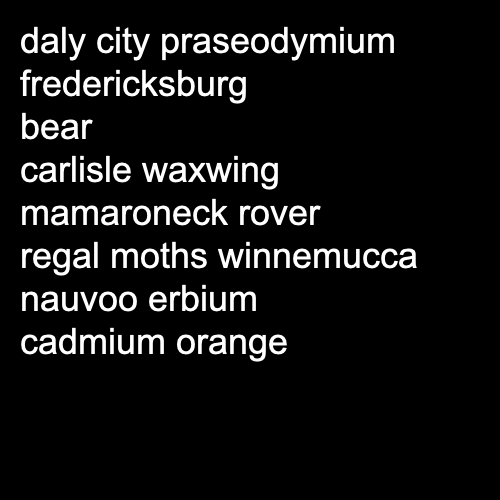 daly city praseodymium
fredericksburg
bear
carlisle waxwing
mamaroneck rover
regal moths winnemucca
nauvoo erbium
cadmium orange